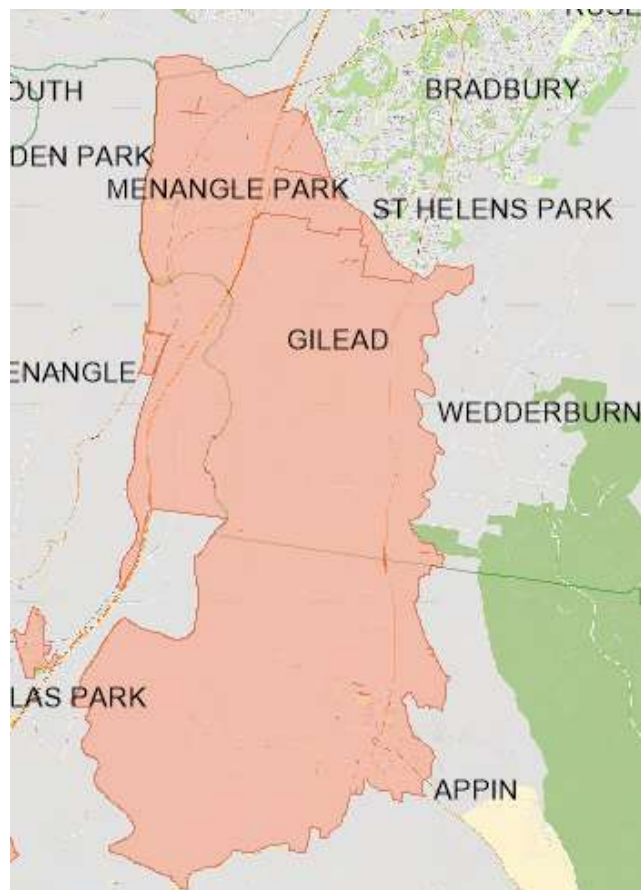 OUTH
BRADBURY
DEN PARK
MENANGLE PARK
ST HELENS PARK
GILEAD
ENANGLE
WEDDERBURN
LAS PARK
APPIN